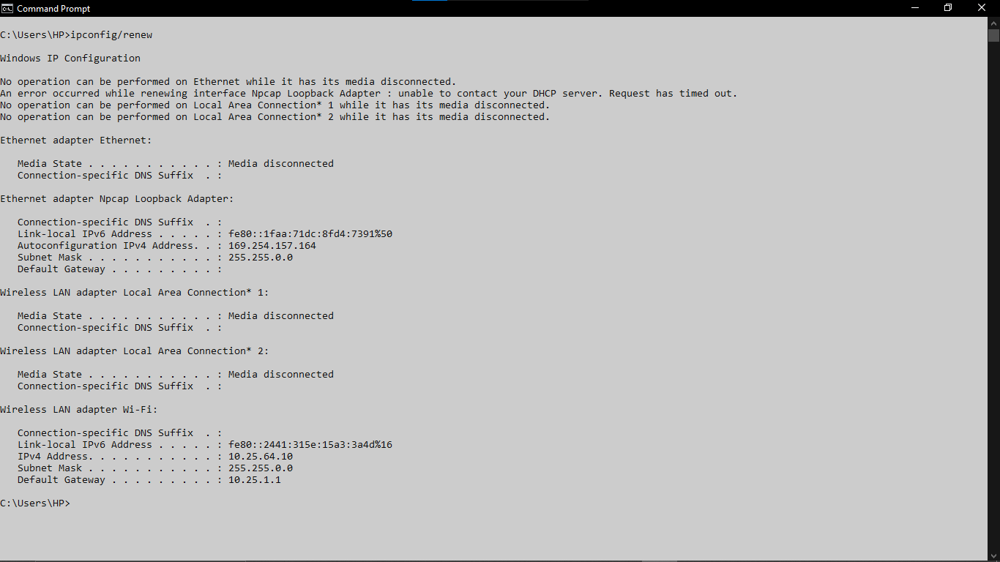 Command Prompt
C:\Users\HP>ipconfig/renew
Windows IP Configuration
No operation can be performed on Ethernet while it has its media disconnected.
An error occurred while renewing interface Npcap Loopback Adapter : unable to contact your DHCP server. Request has timed out.
No operation can be performed on Local Area Connection* 1 while it has its media disconnected.
No operation can be performed on Local Area Connection* 2 while it has its media disconnected.
Ethernet adapter Ethernet:
   Media State . . . . . . . . . . . : Media disconnected
   Connection-specific DNS Suffix  . :
Ethernet adapter Npcap Loopback Adapter:
   Connection-specific DNS Suffix  . :
   Link-local IPv6 Address . . . . . : fe80::1faa:71dc:8fd4:7391%50
   Autoconfiguration IPv4 Address. . : 169.254.157.164
   Subnet Mask . . . . . . . . . . . : 255.255.0.0
   Default Gateway . . . . . . . . . :
Wireless LAN adapter Local Area Connection* 1:
   Media State . . . . . . . . . . . : Media disconnected
   Connection-specific DNS Suffix  . :
Wireless LAN adapter Local Area Connection* 2:
   Media State . . . . . . . . . . . : Media disconnected
   Connection-specific DNS Suffix  . :
Wireless LAN adapter Wi-Fi:
   Connection-specific DNS Suffix  . :
   Link-local IPv6 Address . . . . . : fe80::2441:315e:15a3:3a4d%16
   IPv4 Address. . . . . . . . . . . : 10.25.64.10
   Subnet Mask . . . . . . . . . . . : 255.255.0.0
   Default Gateway . . . . . . . . . : 10.25.1.1
C:\Users\HP>